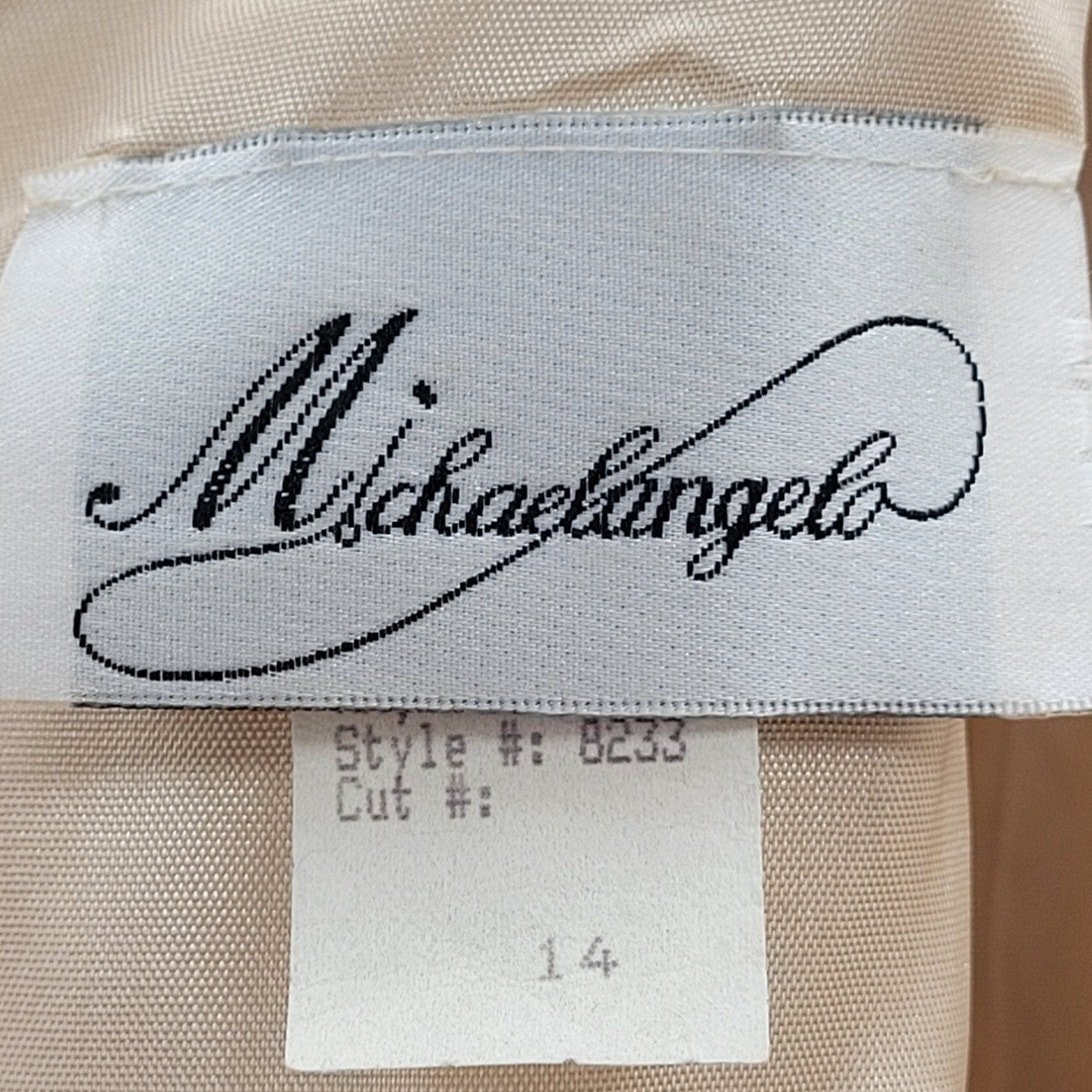 Michaelangelo
Style #: 8233
Cut #:
14